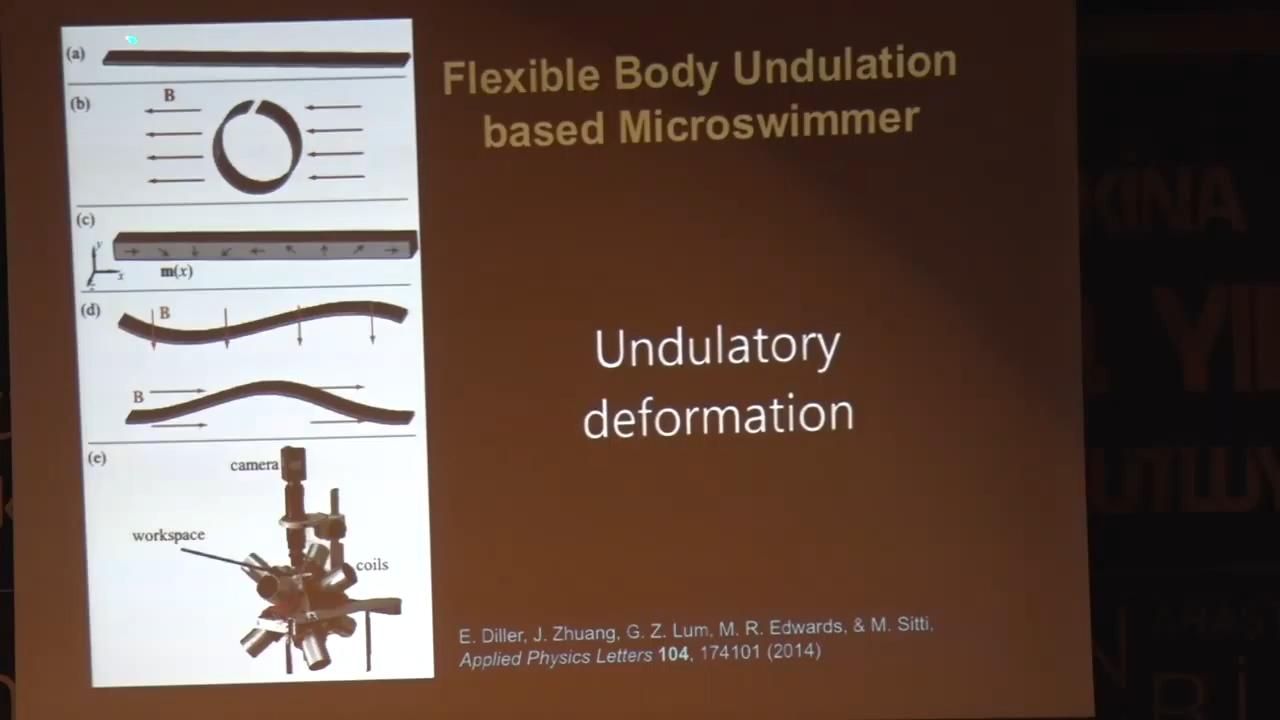 (a)
(b)
B
(c)
y
x
z
m(x)
(d)
B
B
(e)
camera
workspace
coils
Flexible Body Undulation
based Microswimmer
Undulatory
deformation
E. Diller, J. Zhuang, G. Z. Lum, M. R. Edwards, & M. Sitti,
Applied Physics Letters 104, 174101 (2014)